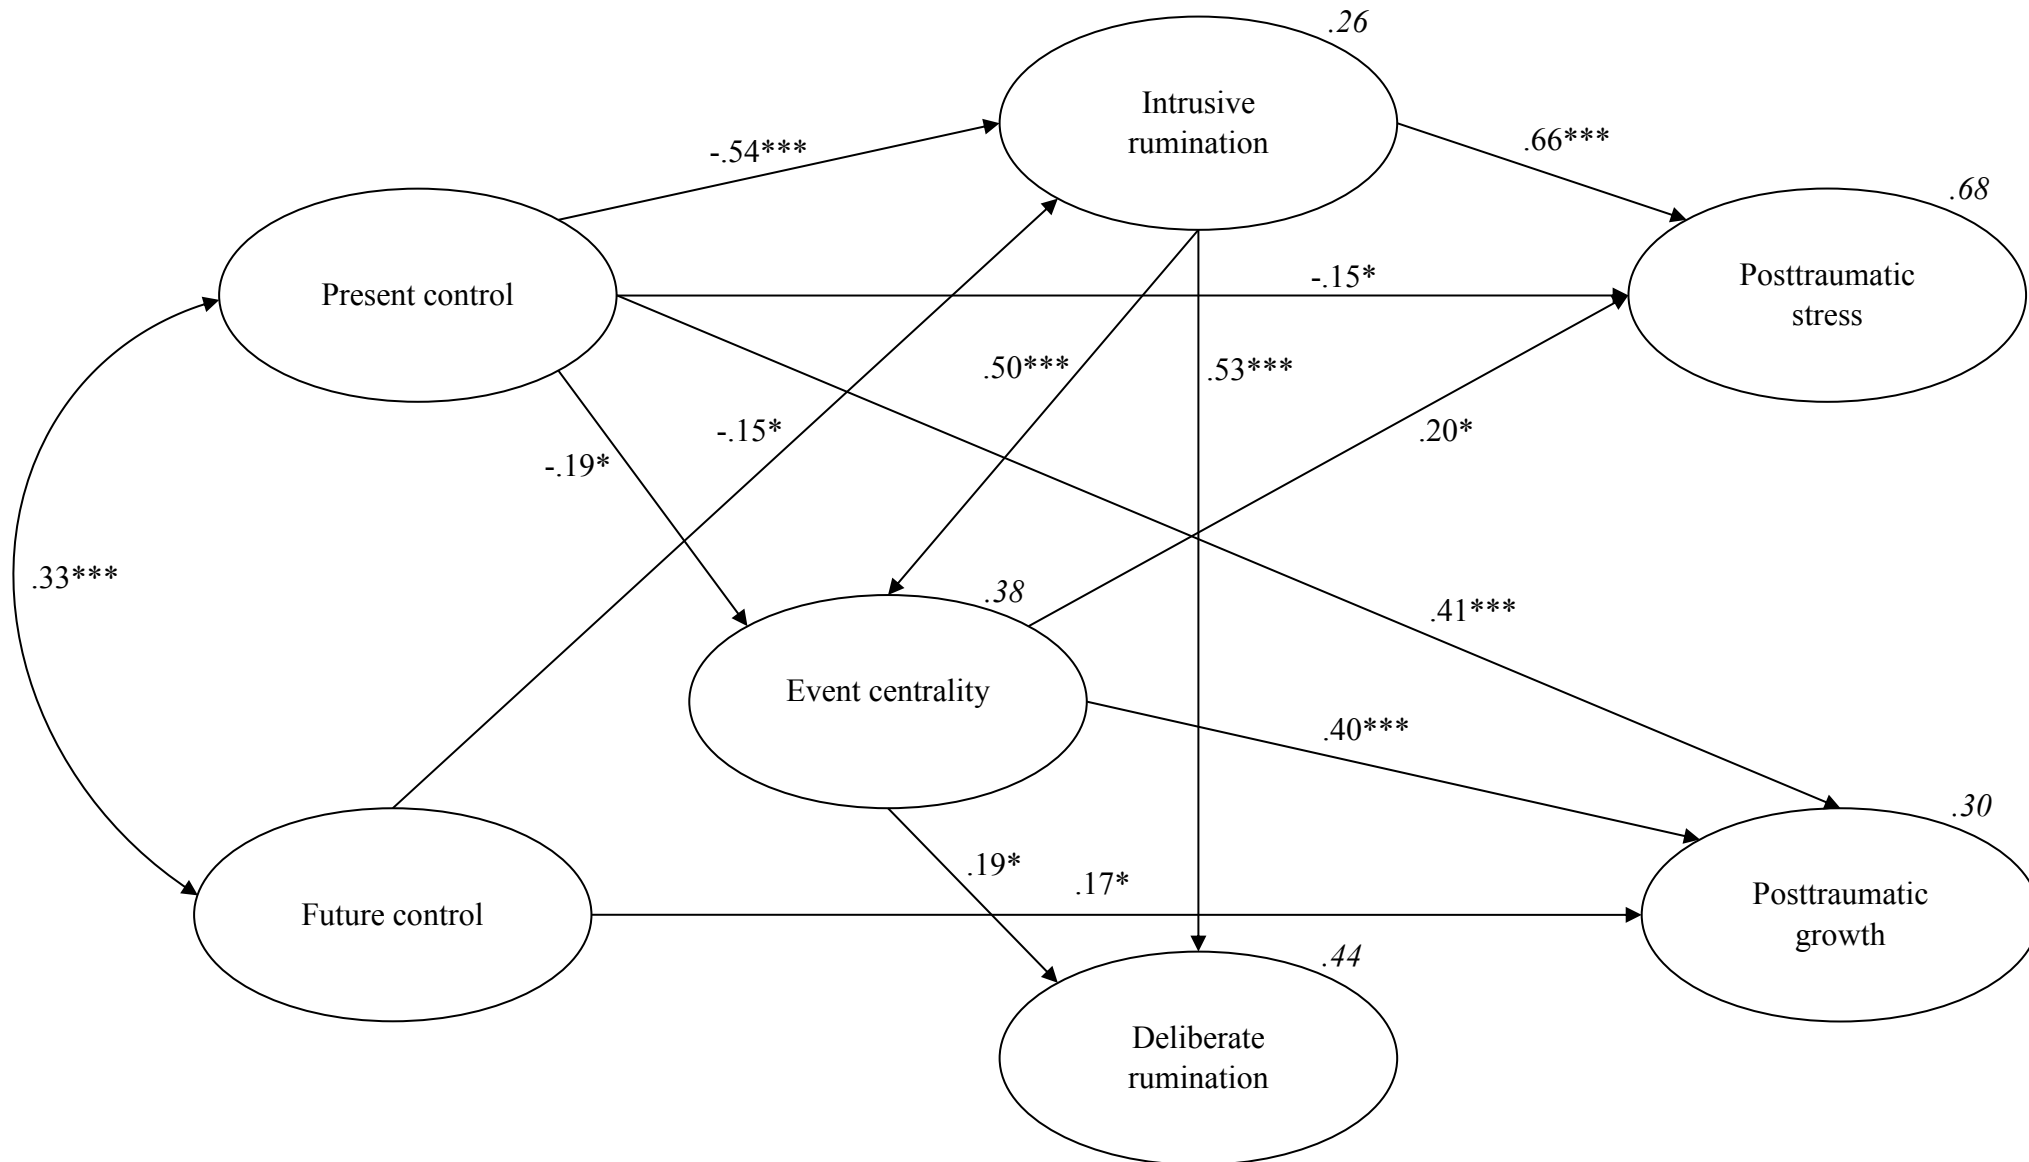 .26
Intrusive
rumination
-.54***
.66***
.68
Present control
-.15*
Posttraumatic
stress
.50***
.53***
-.15*
-.19*
.20*
.33***
.38
.41***
Event centrality
.40***
.30
.19*
.17*
Future control
Posttraumatic
growth
.44
Deliberate
rumination